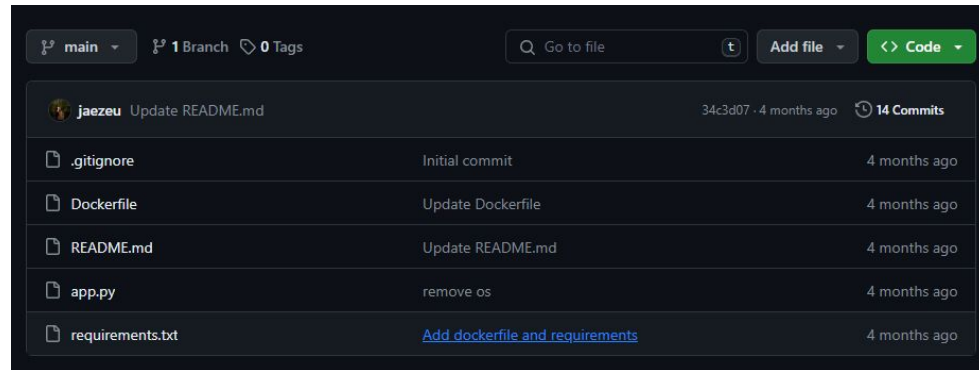 main 1 Branch 0 Tags Go to file t Add file Code
jaezeu Update README.md 34c3d07 · 4 months ago 14 Commits
.gitignore Initial commit 4 months ago
Dockerfile Update Dockerfile 4 months ago
README.md Update README.md 4 months ago
app.py remove os 4 months ago
requirements.txt Add dockerfile and requirements 4 months ago